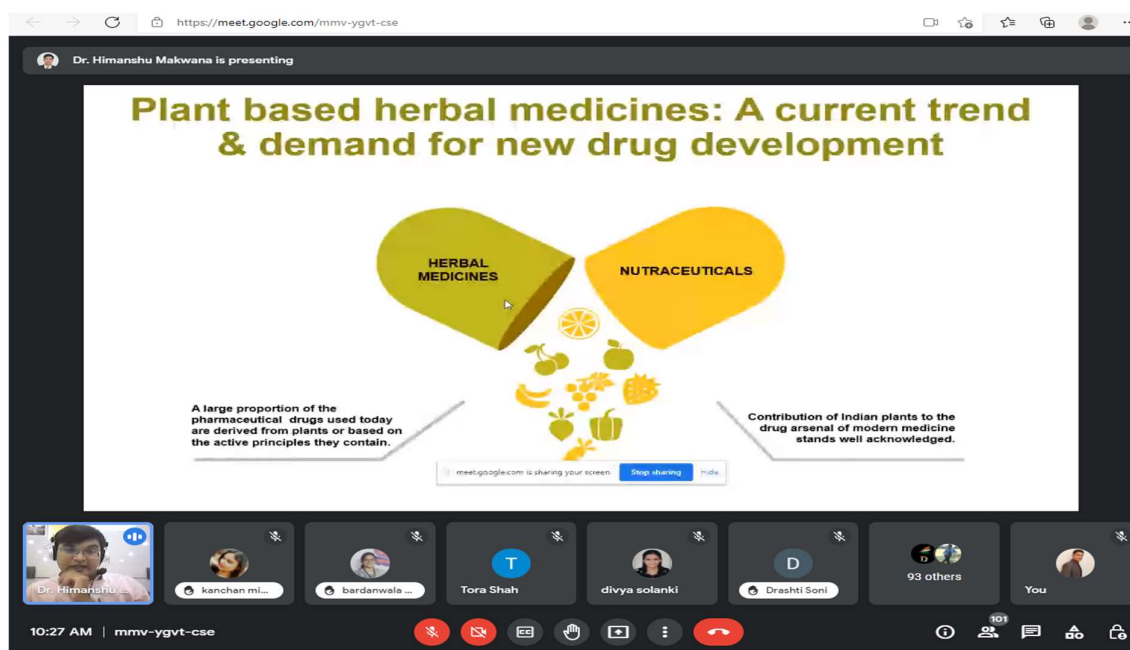 https://meet.google.com/mmv-ygvt-cse
Dr. Himanshu Makwana is presenting
Plant based herbal medicines: A current trend
& demand for new drug development
HERBAL
MEDICINES
NUTRACEUTICALS
A large proportion of the
pharmaceutical drugs used today
are derived from plants or based on
the active principles they contain.
Contribution of Indian plants to the
drug arsenal of modern medicine
stands well acknowledged.
meet.google.com is sharing your screen.
Stop sharing
Hide
Dr. Himanshu ...
kanchan mi...
bardanwala ...
T
Tora Shah
divya solanki
D
Drashti Soni
D
93 others
You
10:27 AM | mmv-ygvt-cse
CC
101